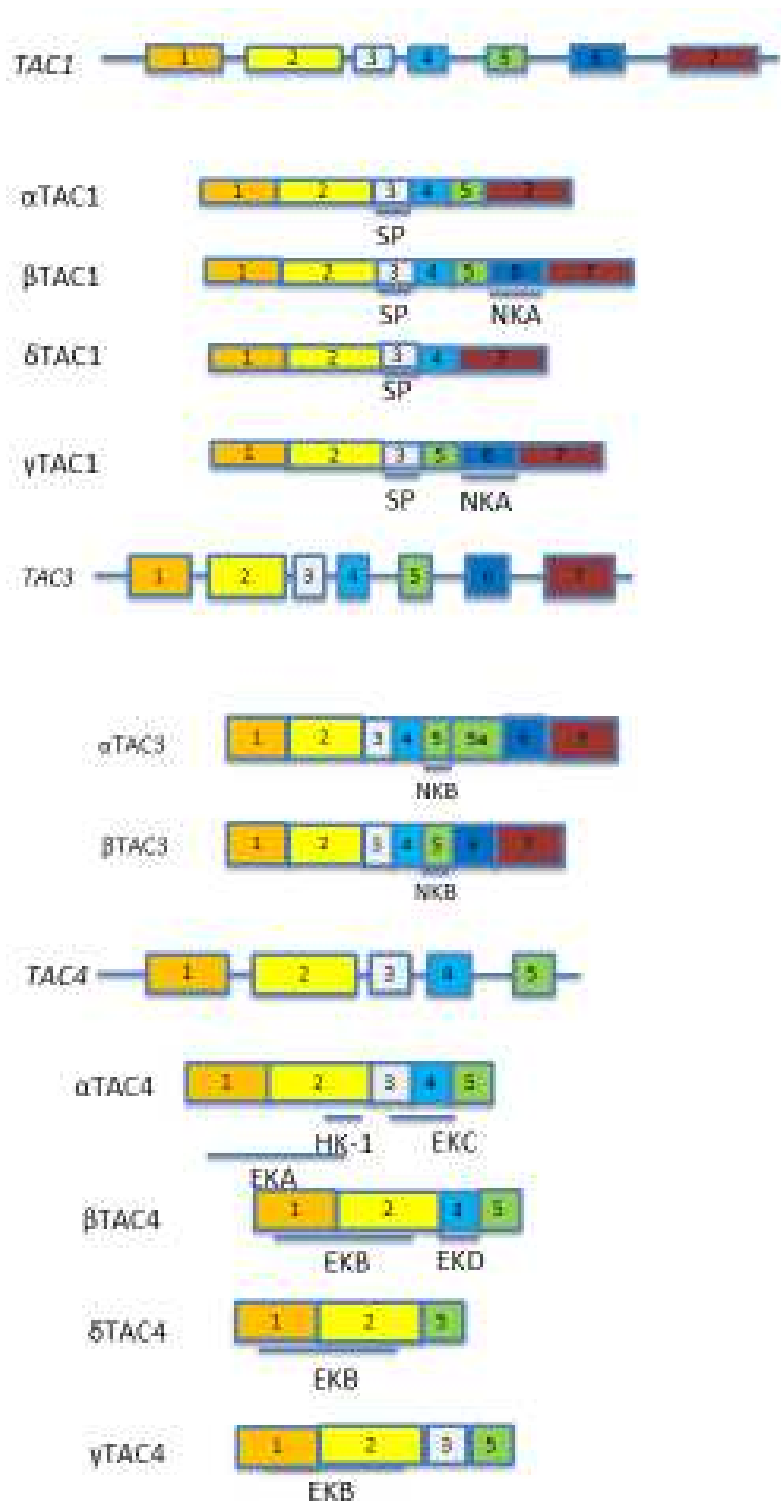 TAC1 1 2 3 4 5 6 7
αTAC1 1 2 3 4 5 7
SP
βTAC1 1 2 3 4 5 6 7
SP NKA
δTAC1 1 2 3 4 7
SP
γTAC1 1 2 3 5 6 7
SP NKA
TAC3 1 2 3 4 5 6 7
αTAC3 1 2 3 4 5 5a 6
NKB
βTAC3 1 2 3 4 5 6
NKB
TAC4 1 2 3 4 5
αTAC4 1 2 3 4 5
HK-1 EKC
EKA
βTAC4 1 2 5
EKB EKD
δTAC4 1 2 5
EKB
γTAC4 1 2 3 5
EKB